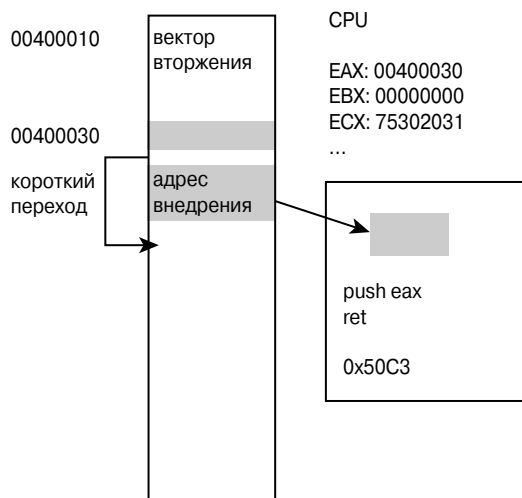 00400010
вектор
вторжения
00400030
короткий
переход
адрес
внедрения
CPU
EAX: 00400030
EBX: 00000000
ECX: 75302031
...
push eax
ret
0x50C3